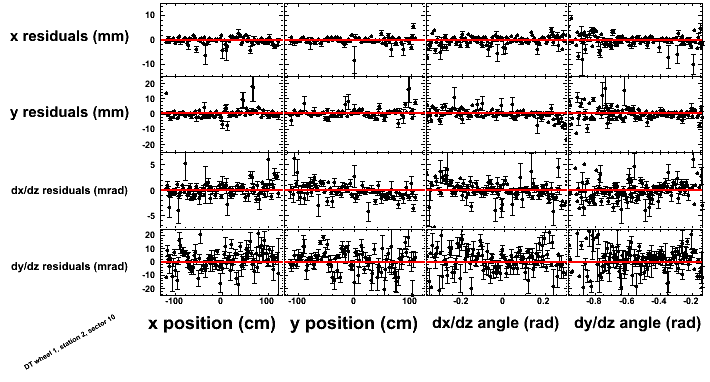 x residuals (mm)
10
0
-10
y residuals (mm)
20
10
0
-10
-20
dx/dz residuals (mrad)
5
0
-5
dy/dz residuals (mrad)
20
10
0
-10
-20
-100 0 100 -100 0 100 -0.2 0 0.2 -0.8 -0.6 -0.4 -0.2
x position (cm) y position (cm) dx/dz angle (rad) dy/dz angle (rad)
DT wheel 1, station 2, sector 10